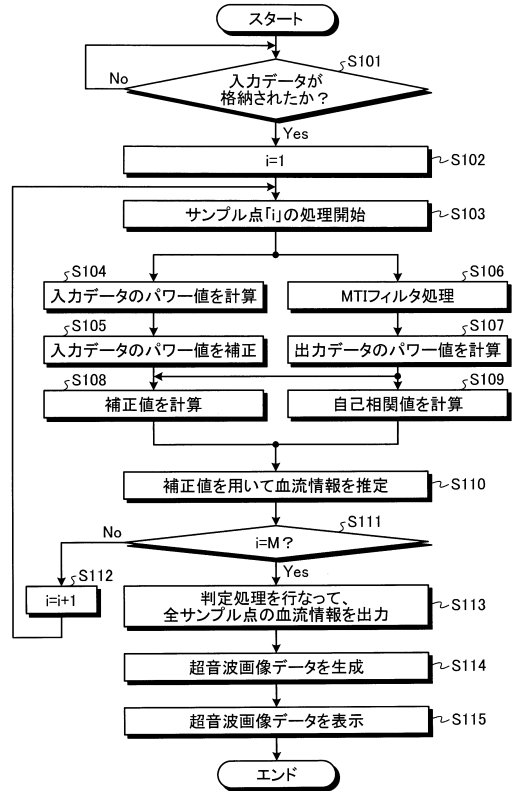 スタート
S101
No
入力データが
格納されたか？
Yes
i=1
S102
サンプル点「i」の処理開始
S103
S104
入力データのパワー値を計算
S106
MTIフィルタ処理
S105
入力データのパワー値を補正
S107
出力データのパワー値を計算
S108
補正値を計算
S109
自己相関値を計算
補正値を用いて血流情報を推定
S110
S111
No
i=M？
Yes
S112
i=i+1
判定処理を行なって、
全サンプル点の血流情報を出力
S113
超音波画像データを生成
S114
超音波画像データを表示
S115
エンド